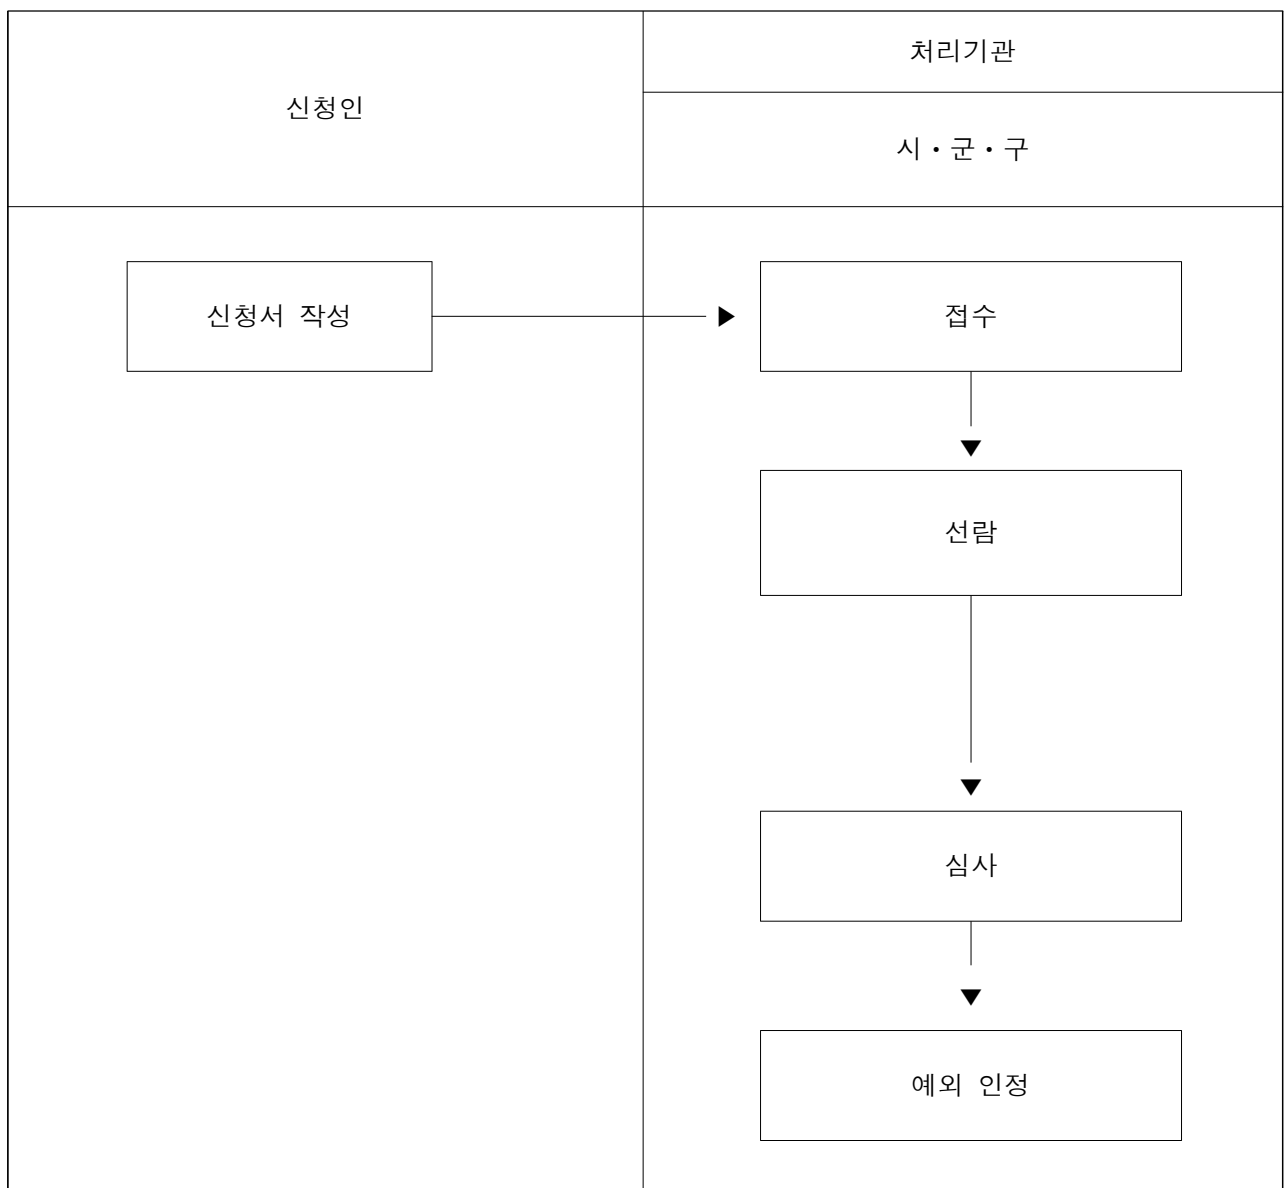 신청인
처리기관
시・군・구
신청서 작성
접수
선람
심사
예외 인정